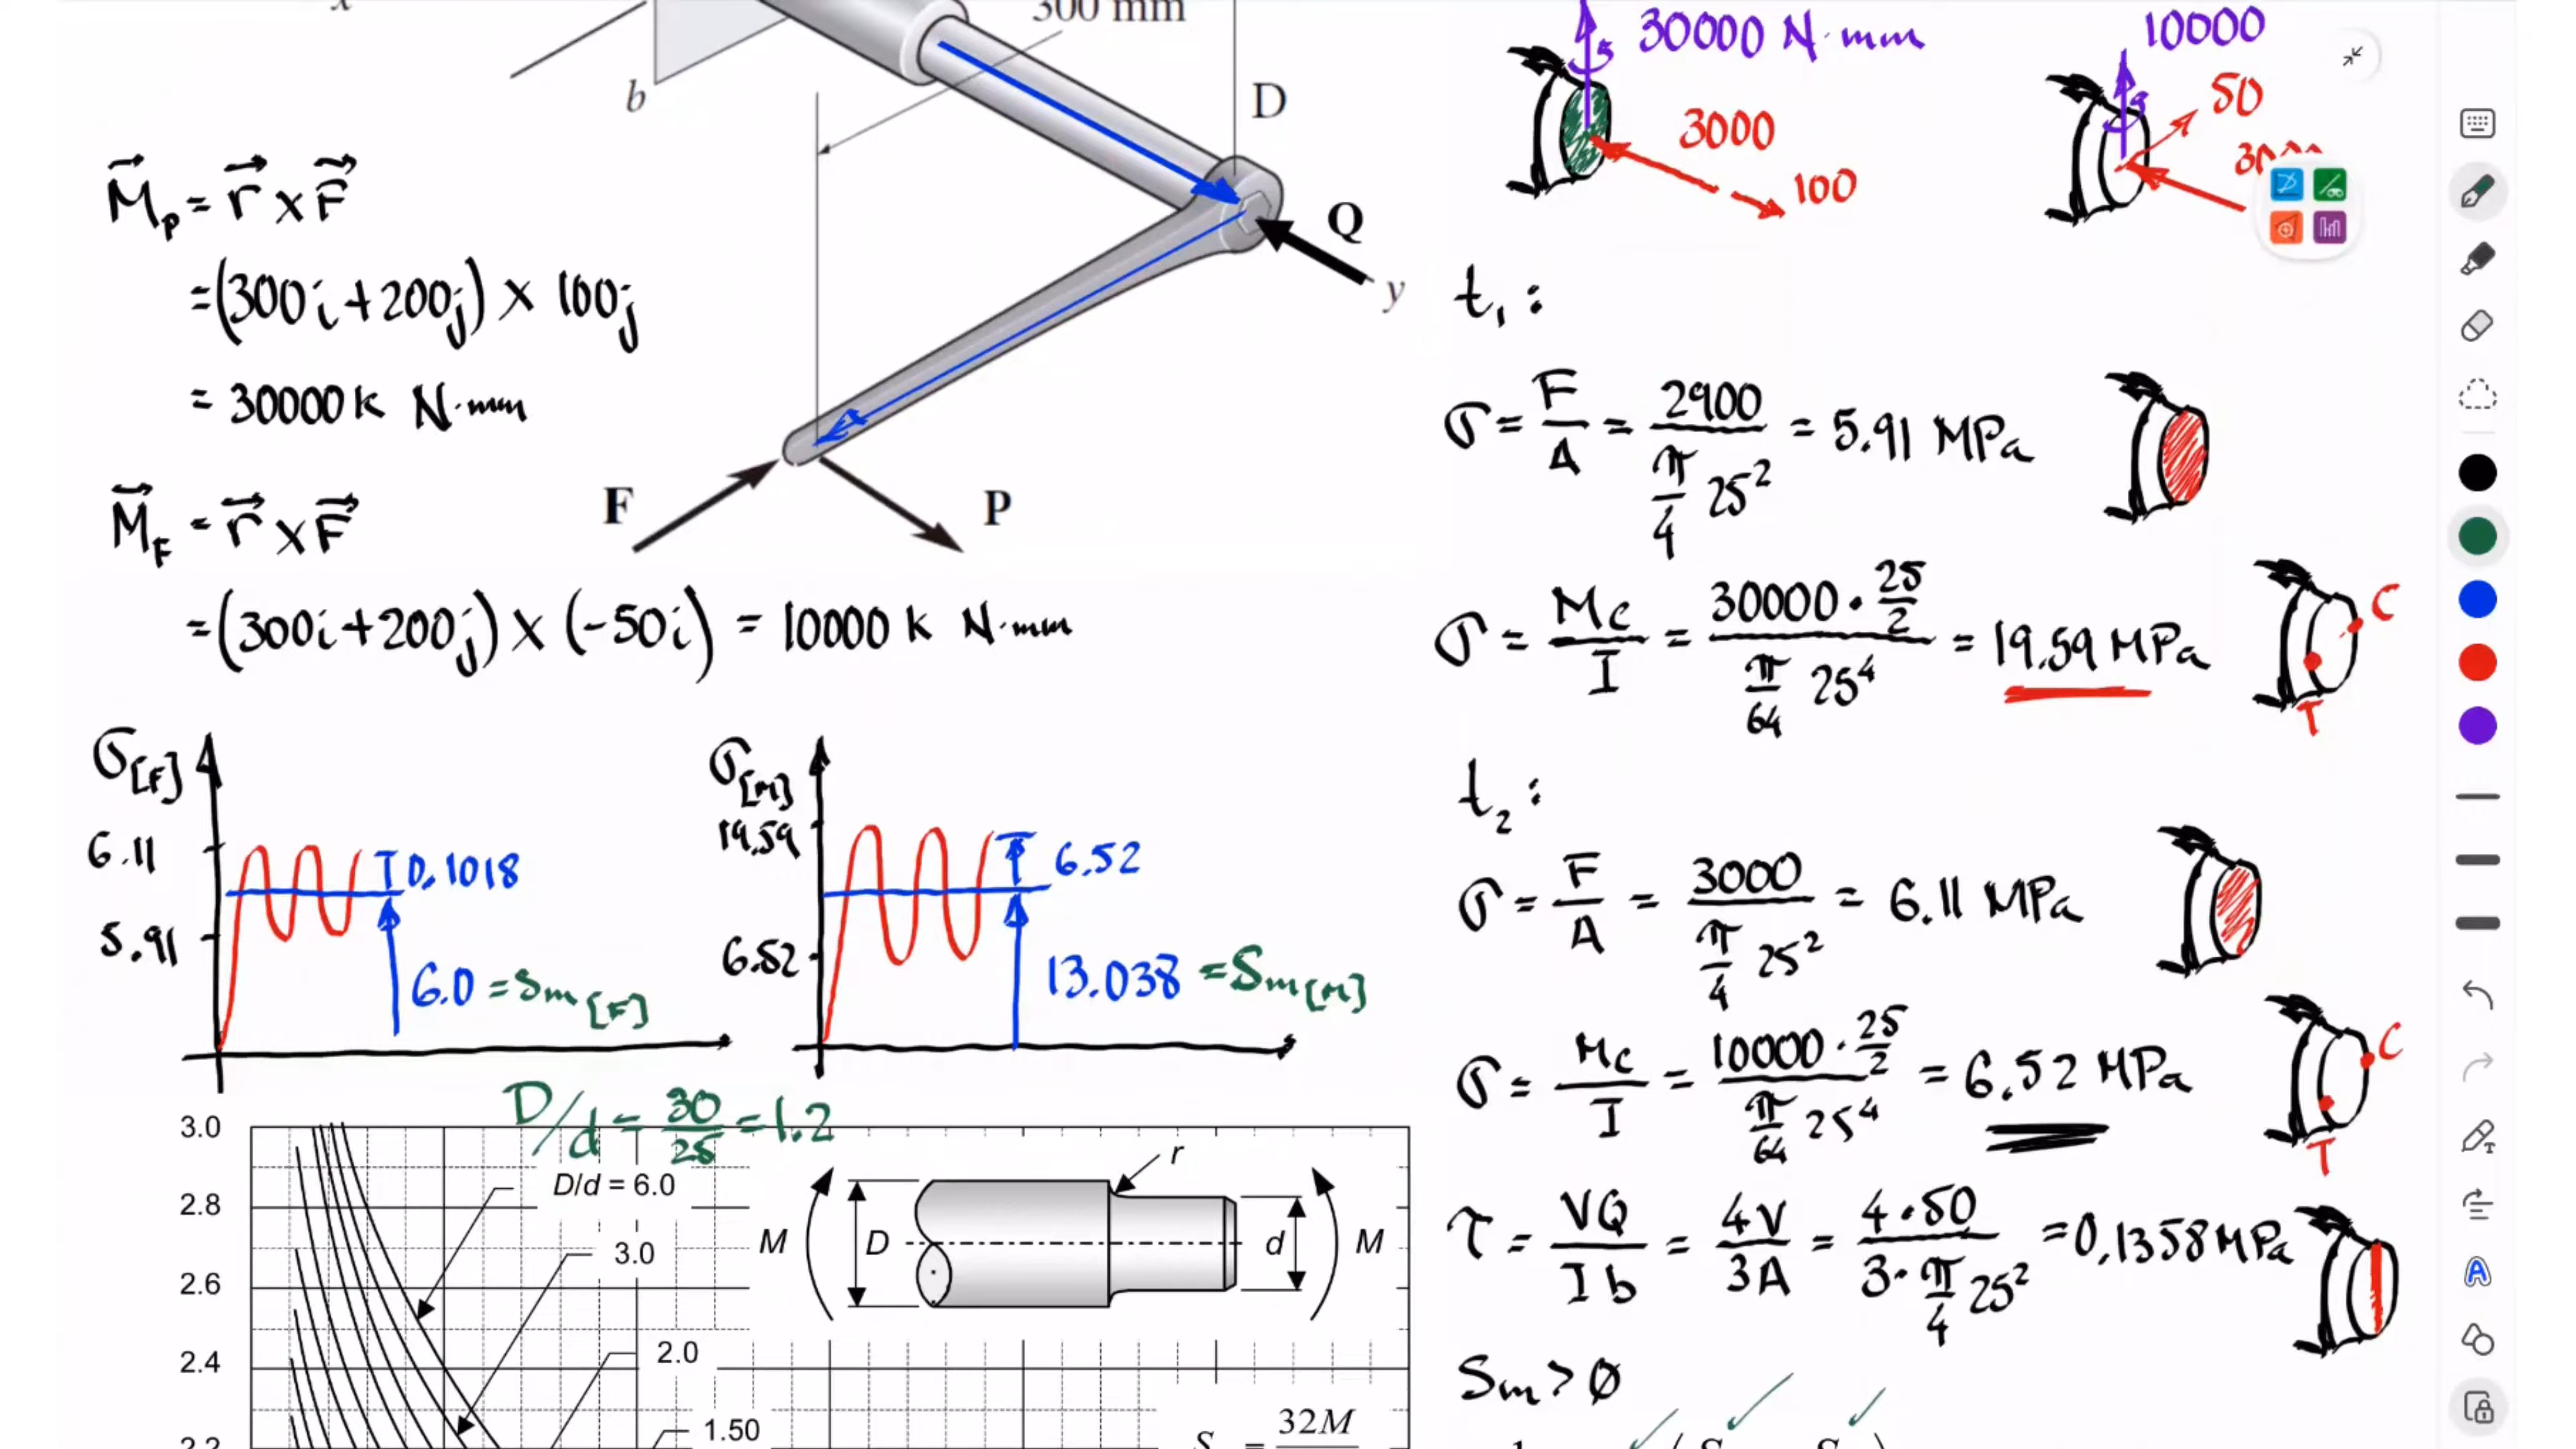 x
300 mm
b
D
Q
y
F
P
M⃗_P = r⃗ × F⃗
= (300i + 200j) × 100j
= 30000k N·mm
M⃗_F = r⃗ × F⃗
= (300i + 200j) × (-50i) = 10000 k N·mm
σ[F]
6.11
5.91
0.1018
6.0 = Sm[F]
σ[M]
19.59
6.52
6.52
13.038 = Sm[M]
D/d = 30/25 = 1.2
3.0
2.8
2.6
2.4
2.2
D/d = 6.0
3.0
2.0
1.50
M
D
r
d
M
32M
30000 N·mm
3000
100
10000
50
t₁:
σ = F/A = 2900/(π/4 25²) = 5.91 MPa
σ = Mc/I = (30000 · 25/2)/(π/64 25⁴) = 19.59 MPa
C
T
t₂:
σ = F/A = 3000/(π/4 25²) = 6.11 MPa
σ = Mc/I = (10000 · 25/2)/(π/64 25⁴) = 6.52 MPa
C
T
τ = VQ/Ib = 4V/3A = 4·50/(3·π/4 25²) = 0,1358 MPa
Sm > 0